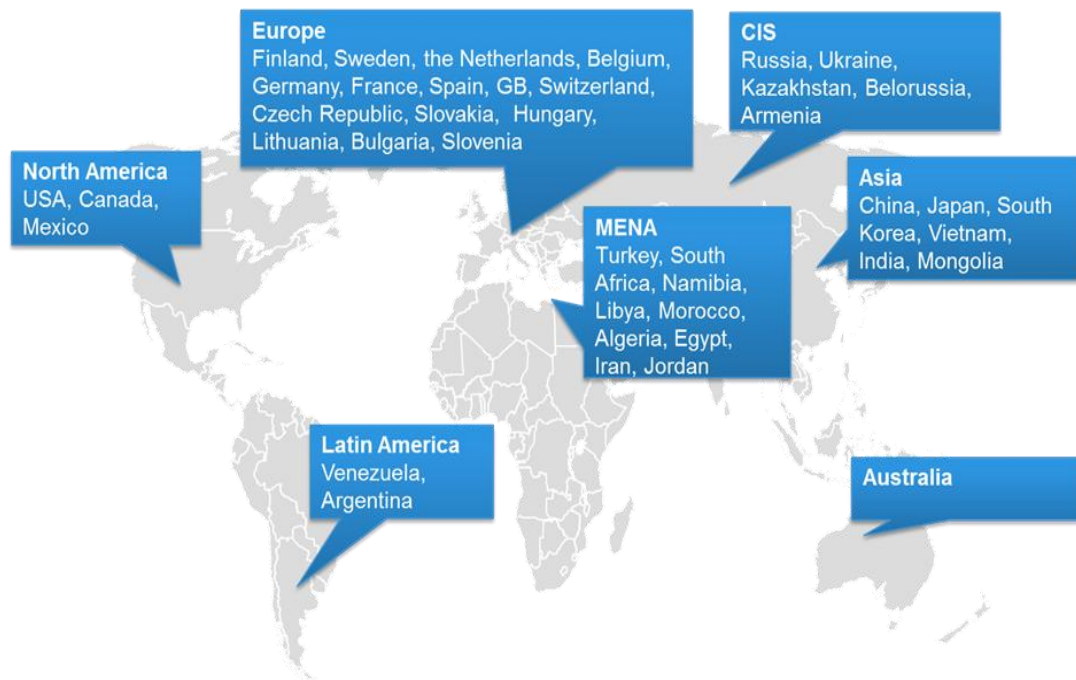 Europe
Finland, Sweden, the Netherlands, Belgium,
Germany, France, Spain, GB, Switzerland,
Czech Republic, Slovakia, Hungary,
Lithuania, Bulgaria, Slovenia
CIS
Russia, Ukraine,
Kazakhstan, Belorussia,
Armenia
North America
USA, Canada,
Mexico
Asia
China, Japan, South
Korea, Vietnam,
India, Mongolia
MENA
Turkey, South
Africa, Namibia,
Libya, Morocco,
Algeria, Egypt,
Iran, Jordan
Latin America
Venezuela,
Argentina
Australia